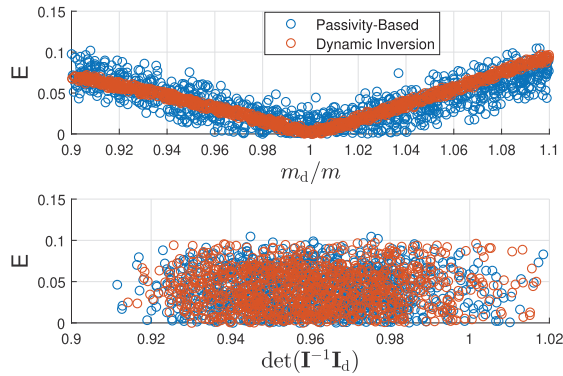 0.15
Passivity-Based
Dynamic Inversion
0.1
E
0.05
0
0.9 0.92 0.94 0.96 0.98 1 1.02 1.04 1.06 1.08 1.1
m_d/m
0.15
0.1
E
0.05
0
0.9 0.92 0.94 0.96 0.98 1 1.02
det(I⁻¹I_d)